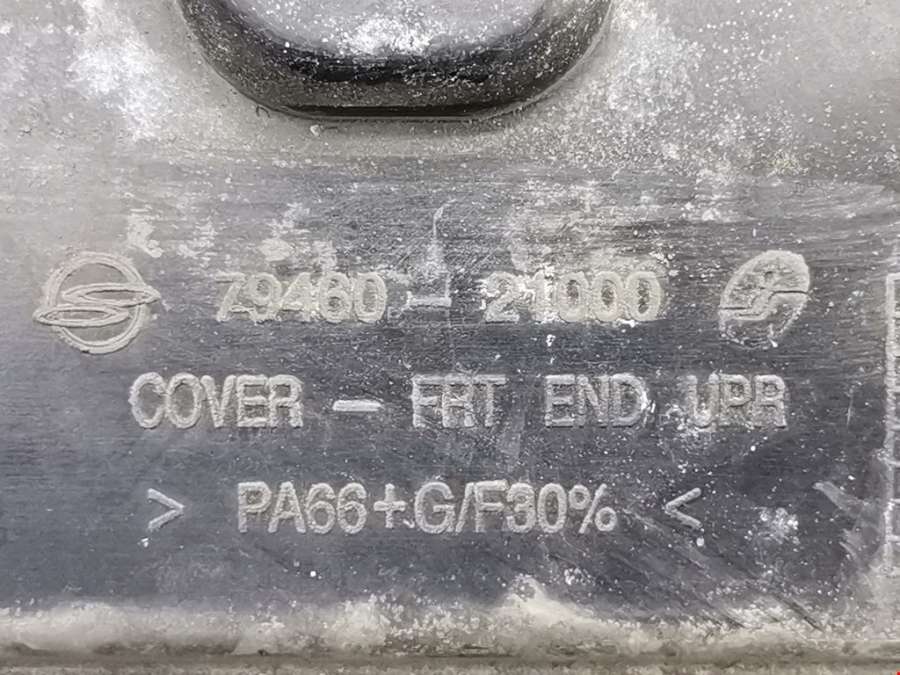 79460-21000
COVER - FRT END UPR
> PA66+G/F30% <